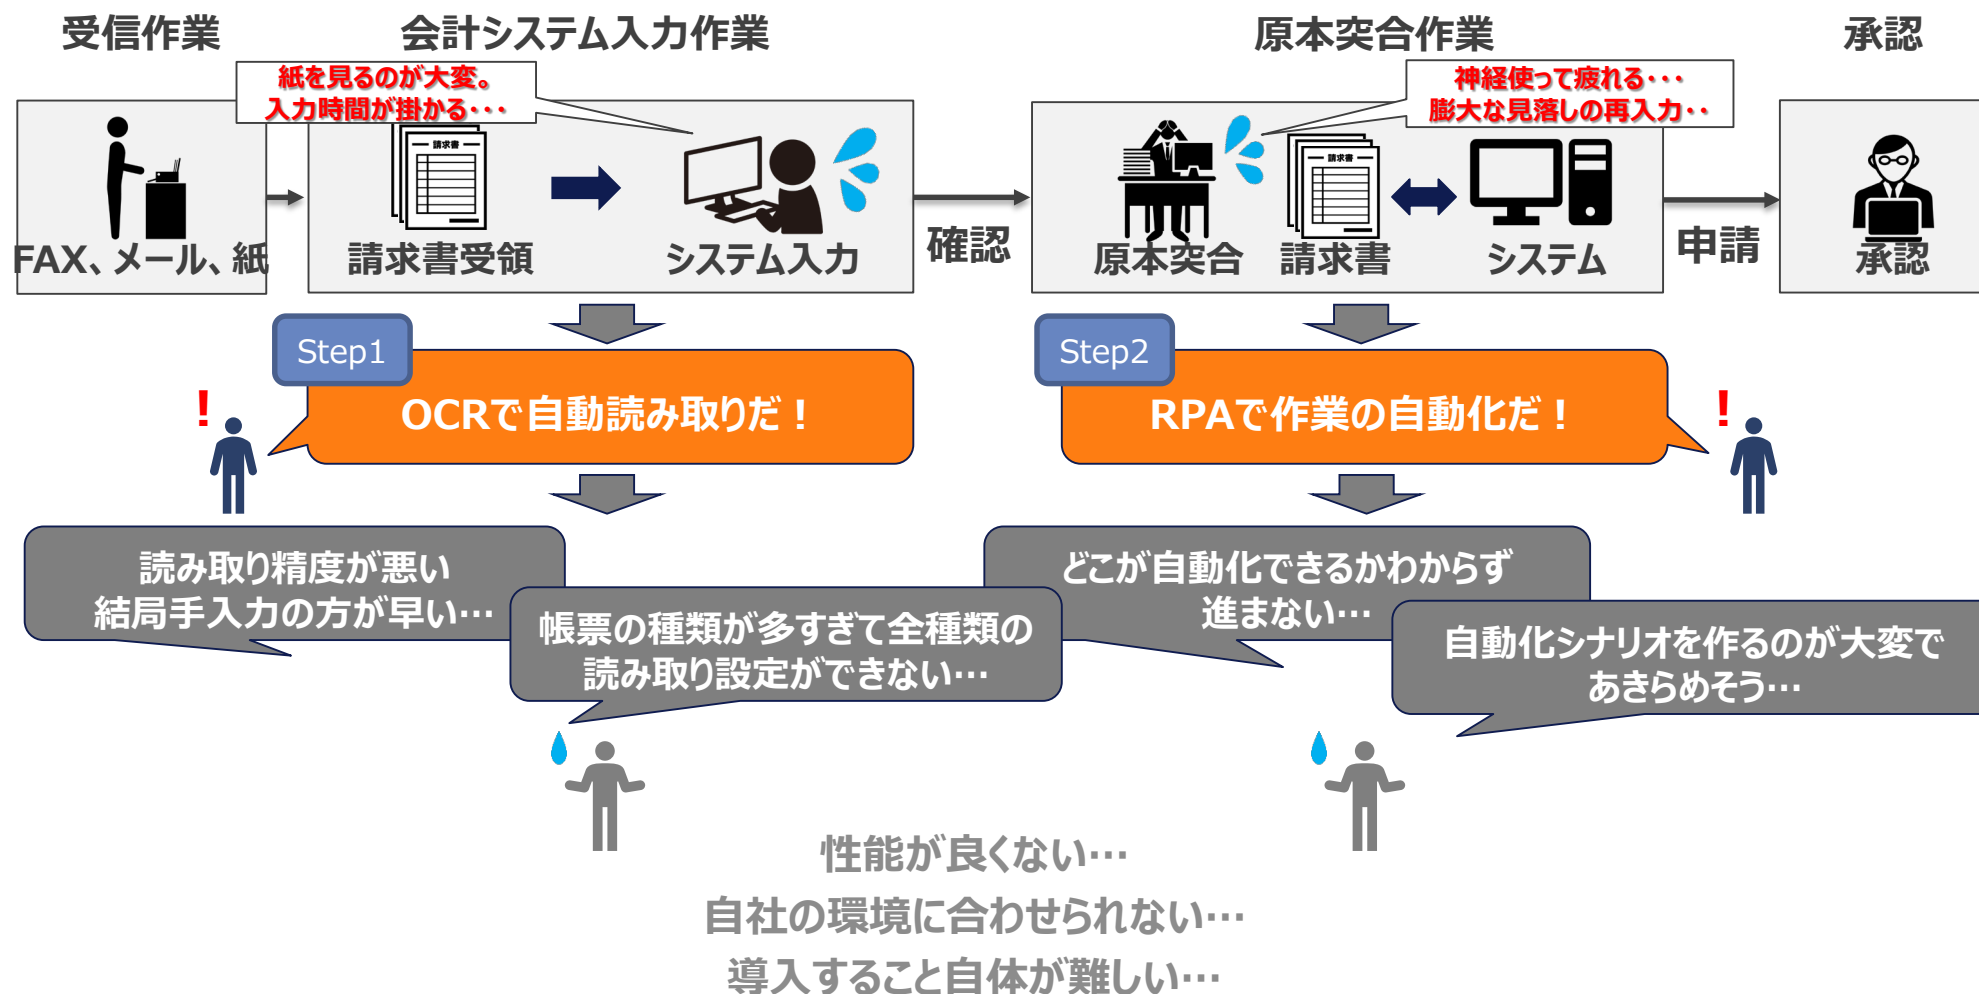 受信作業
会計システム入力作業
原本突合作業
承認
紙を見るのが大変。
入力時間が掛かる・・・
神経使って疲れる・・・
膨大な見落しの再入力・・
請求書
請求書
FAX、メール、紙
請求書受領
システム入力
確認
原本突合
請求書
システム
申請
承認
Step1
OCRで自動読み取りだ！
Step2
RPAで作業の自動化だ！
!
!
読み取り精度が悪い
結局手入力の方が早い…
帳票の種類が多すぎて全種類の
読み取り設定ができない…
どこが自動化できるかわからず
進まない…
自動化シナリオを作るのが大変で
あきらめそう…
性能が良くない…
自社の環境に合わせられない…
導入すること自体が難しい…